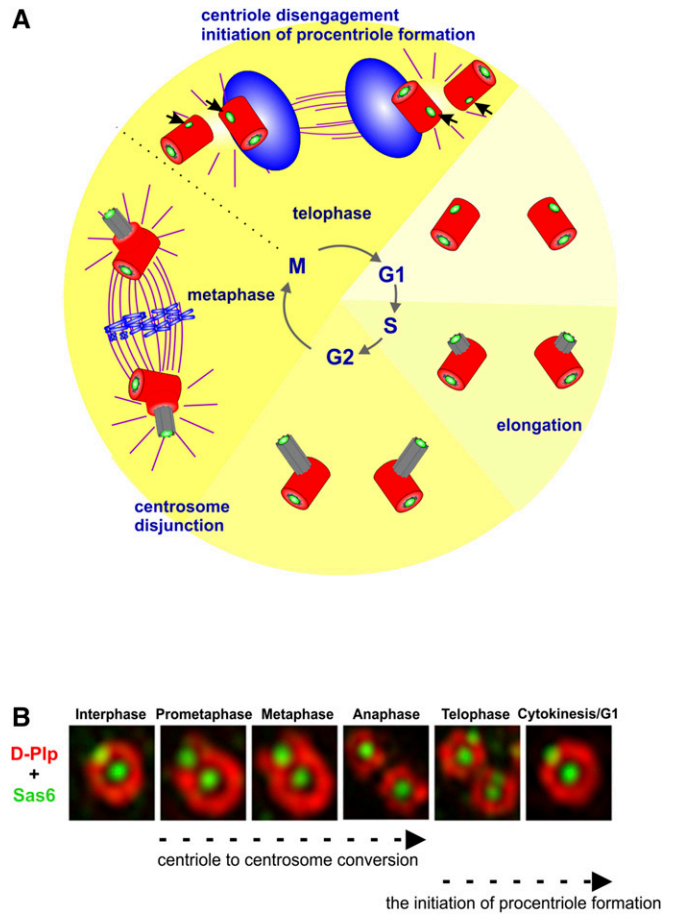 A
centriole disengagement
initiation of procentriole formation
telophase
M
G1
metaphase
S
G2
elongation
centrosome
disjunction
B
Interphase Prometaphase Metaphase Anaphase Telophase Cytokinesis/G1
D-Plp
+
Sas6
centriole to centrosome conversion
the initiation of procentriole formation